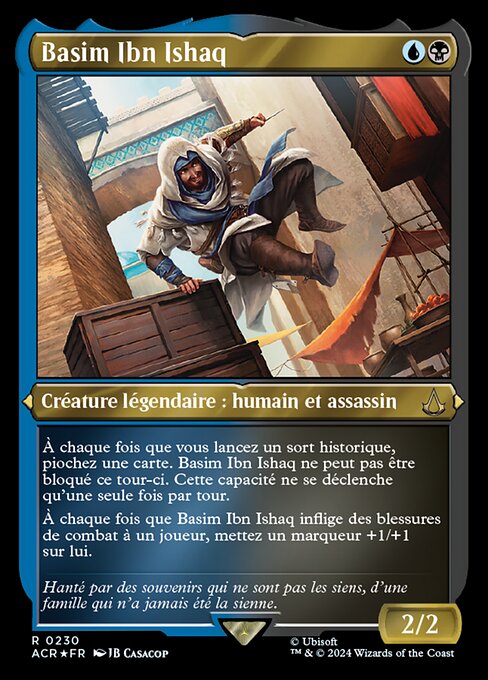 Basim Ibn Ishaq
Créature légendaire : humain et assassin
À chaque fois que vous lancez un sort historique,
piochez une carte. Basim Ibn Ishaq ne peut pas être
bloqué ce tour-ci. Cette capacité ne se déclenche
qu'une seule fois par tour.
À chaque fois que Basim Ibn Ishaq inflige des blessures
de combat à un joueur, mettez un marqueur +1/+1
sur lui.
Hanté par des souvenirs qui ne sont pas les siens, d'une
famille qui n'a jamais été la sienne.
2/2
R 0230
ACR★FR JB Casacop
© Ubisoft
™ & © 2024 Wizards of the Coast